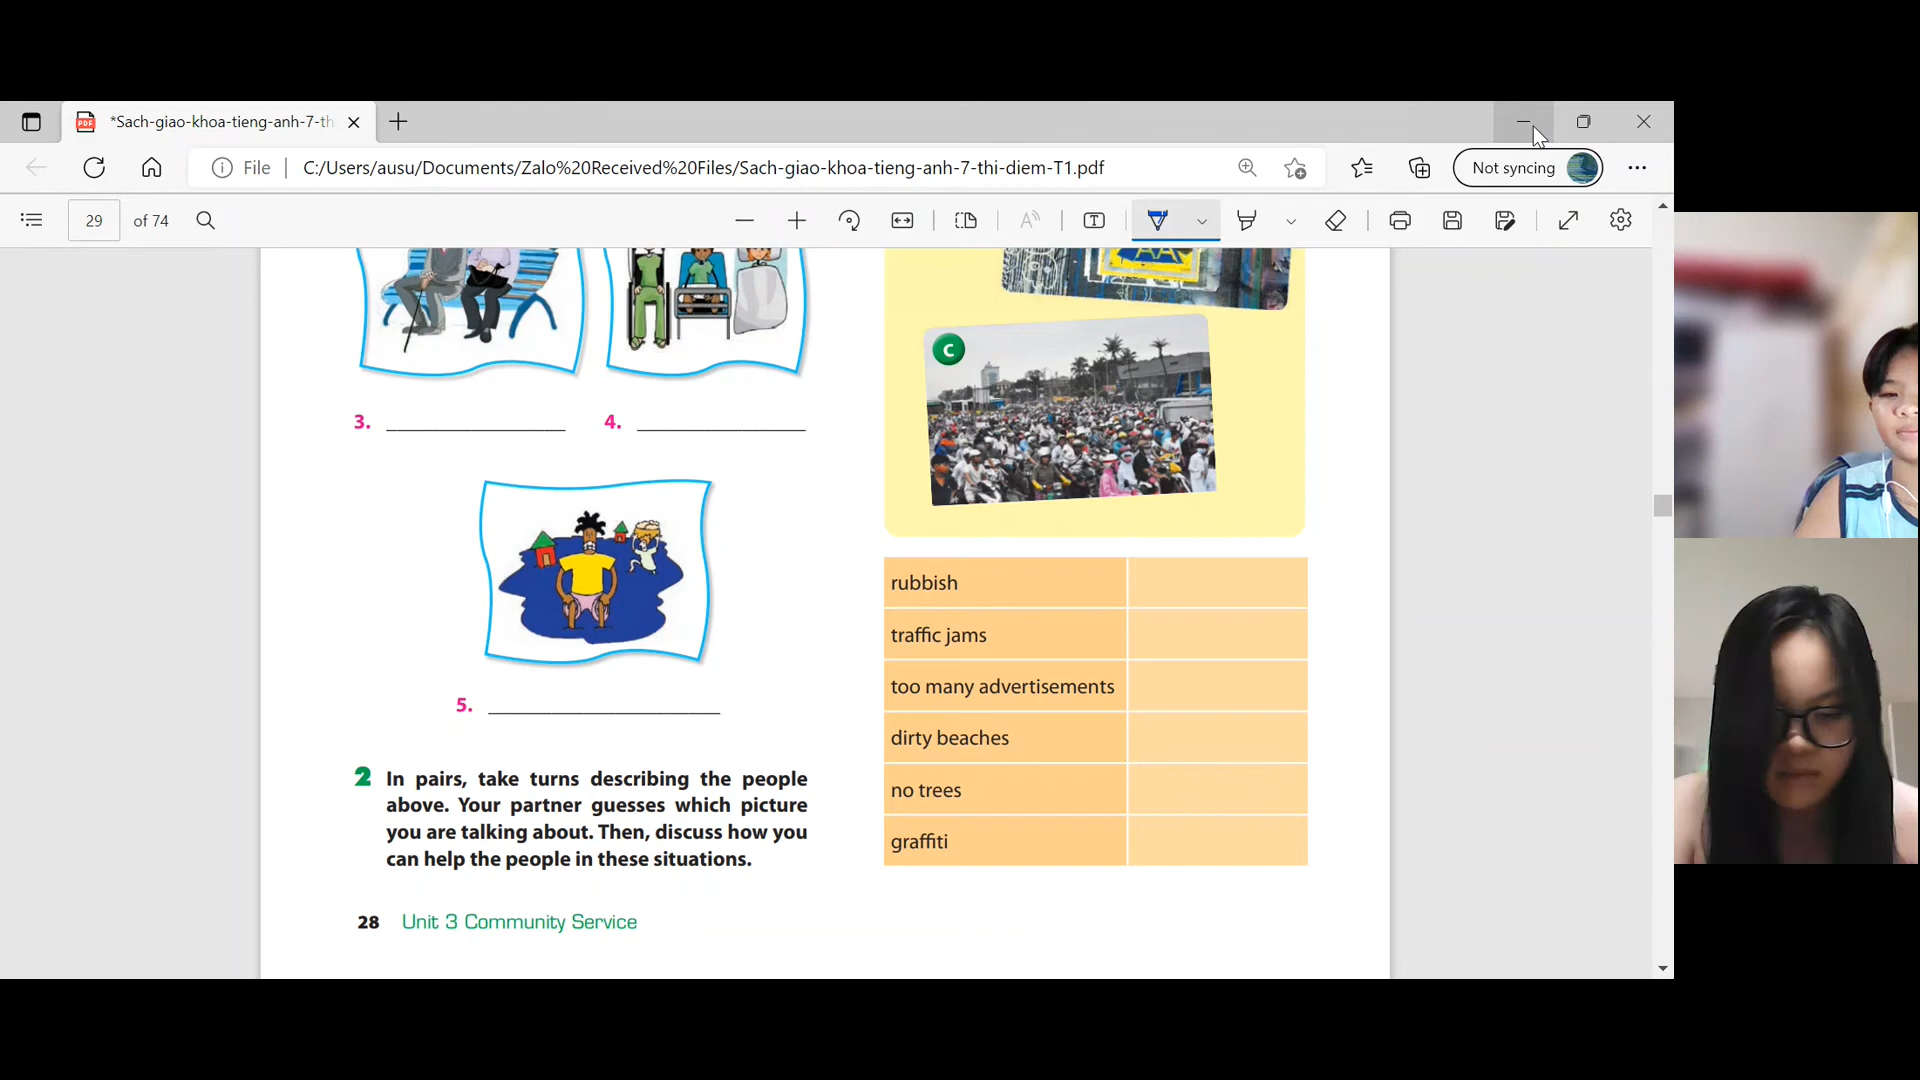 *Sach-giao-khoa-tieng-anh-7-th
File
C:/Users/ausu/Documents/Zalo%20Received%20Files/Sach-giao-khoa-tieng-anh-7-thi-diem-T1.pdf
Not syncing
29 of 74
AA
C
3. _________________
4. ________________
5. ______________________
2 In pairs, take turns describing the people
above. Your partner guesses which picture
you are talking about. Then, discuss how you
can help the people in these situations.
28 Unit 3 Community Service
rubbish
traffic jams
too many advertisements
dirty beaches
no trees
graffiti